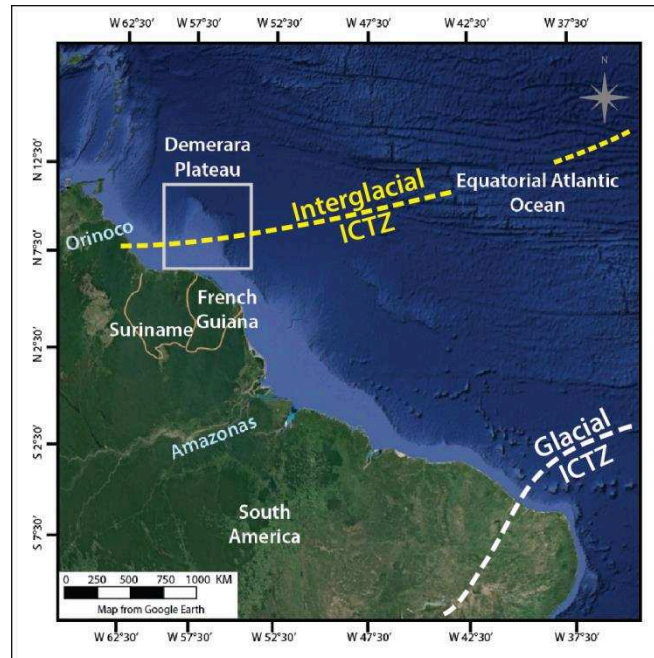 W 62°30' W 57°30' W 52°30' W 47°30' W 42°30' W 37°30'
N
Demerara
Plateau
N 12°30'
Interglacial
ICTZ
Equatorial Atlantic
Ocean
Orinoco
N 7°30'
French
Guiana
Suriname
N 2°30'
Amazonas
S 2°30'
Glacial
ICTZ
South
America
S 7°30'
0 250 500 750 1000 KM
Map from Google Earth
W 62°30' W 57°30' W 52°30' W 47°30' W 42°30' W 37°30'